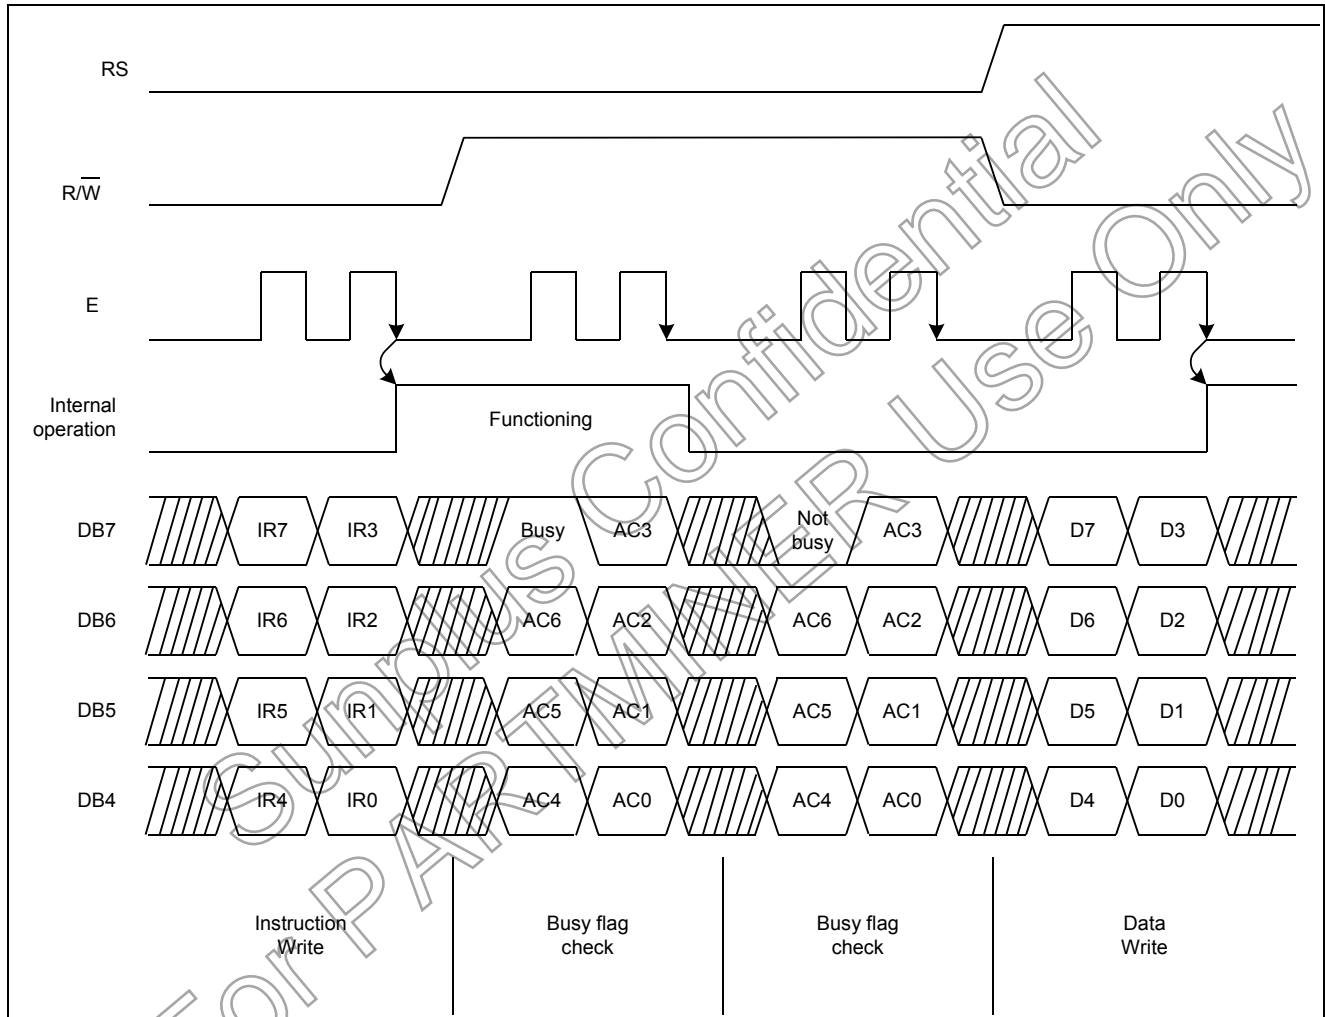 RS
R/W
E
Internal
operation
Functioning
DB7
IR7
IR3
Busy
AC3
Not
busy
AC3
D7
D3
DB6
IR6
IR2
AC6
AC2
AC6
AC2
D6
D2
DB5
IR5
IR1
AC5
AC1
AC5
AC1
D5
D1
DB4
IR4
IR0
AC4
AC0
AC4
AC0
D4
D0
Instruction
Write
Busy flag
check
Busy flag
check
Data
Write
Sunplus Confidential
For PARTMINER Use Only